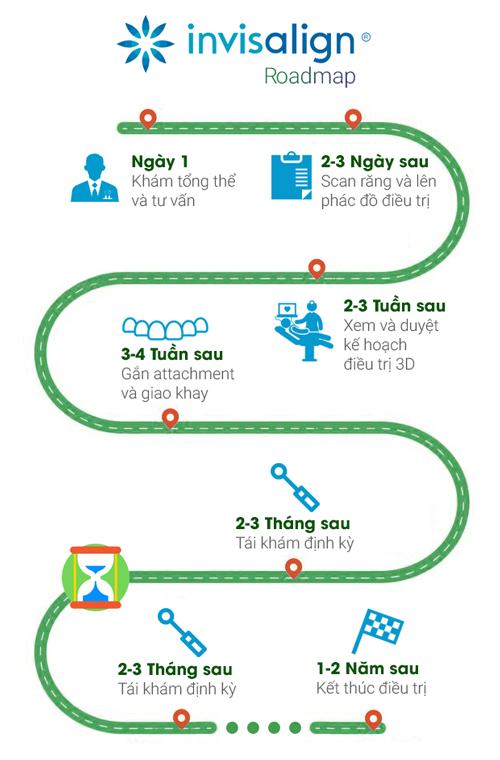 invisalign ®
Roadmap
Ngày 1
Khám tổng thể
và tư vấn
2-3 Ngày sau
Scan răng và lên
phác đồ điều trị
2-3 Tuần sau
Xem và duyệt
kế hoạch
điều trị 3D
3-4 Tuần sau
Gắn attachment
và giao khay
2-3 Tháng sau
Tái khám định kỳ
2-3 Tháng sau
Tái khám định kỳ
1-2 Năm sau
Kết thúc điều trị